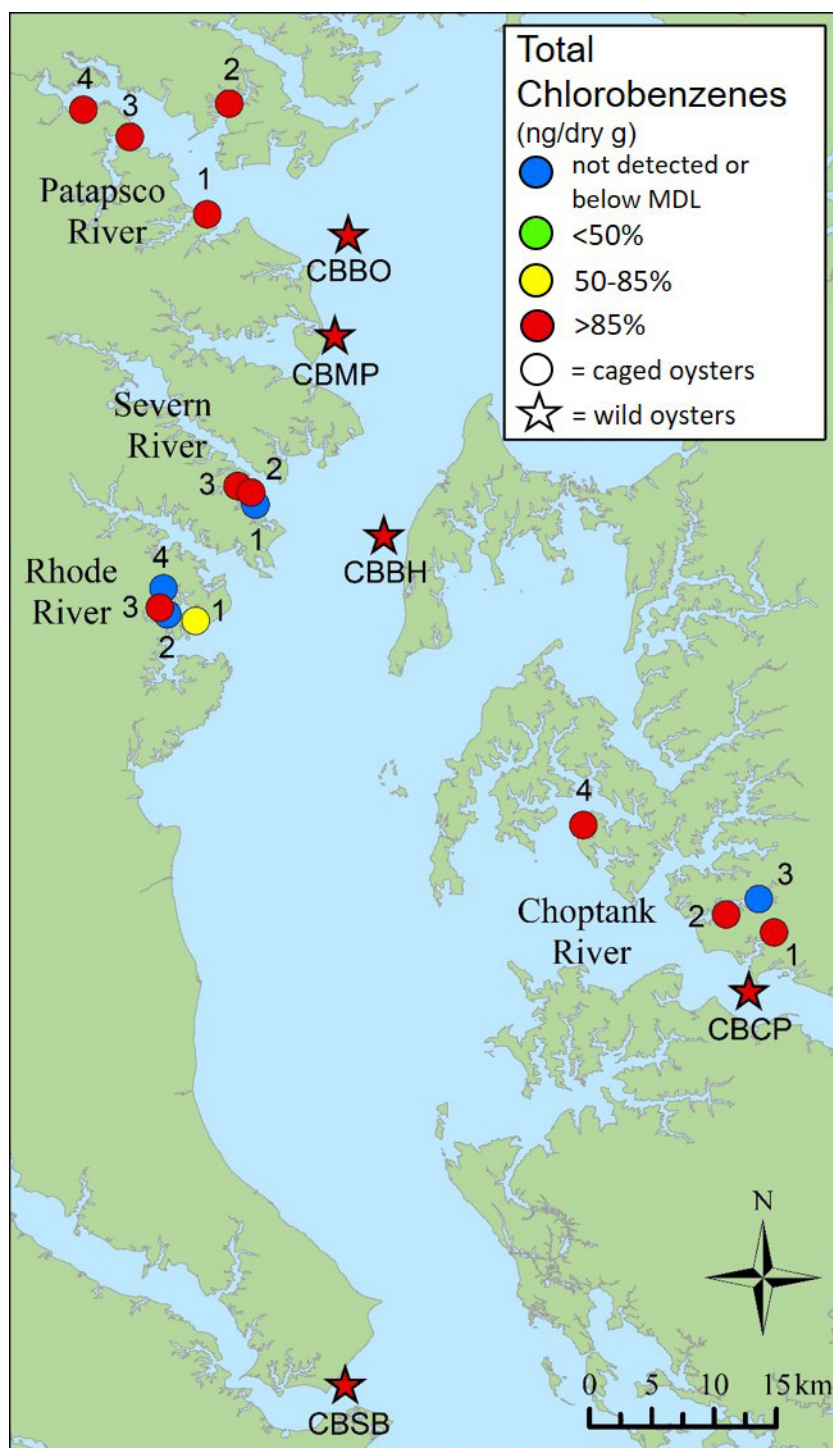 Total
Chlorobenzenes
(ng/dry g)
not detected or
below MDL
<50%
50-85%
>85%
= caged oysters
= wild oysters
4
3
2
Patapsco
River
1
CBBO
CBMP
Severn
River
3
2
1
CBBH
Rhode
River
4
3
2
1
4
Choptank
River
2
3
1
CBCP
N
0 5 10 15 km
CBSB